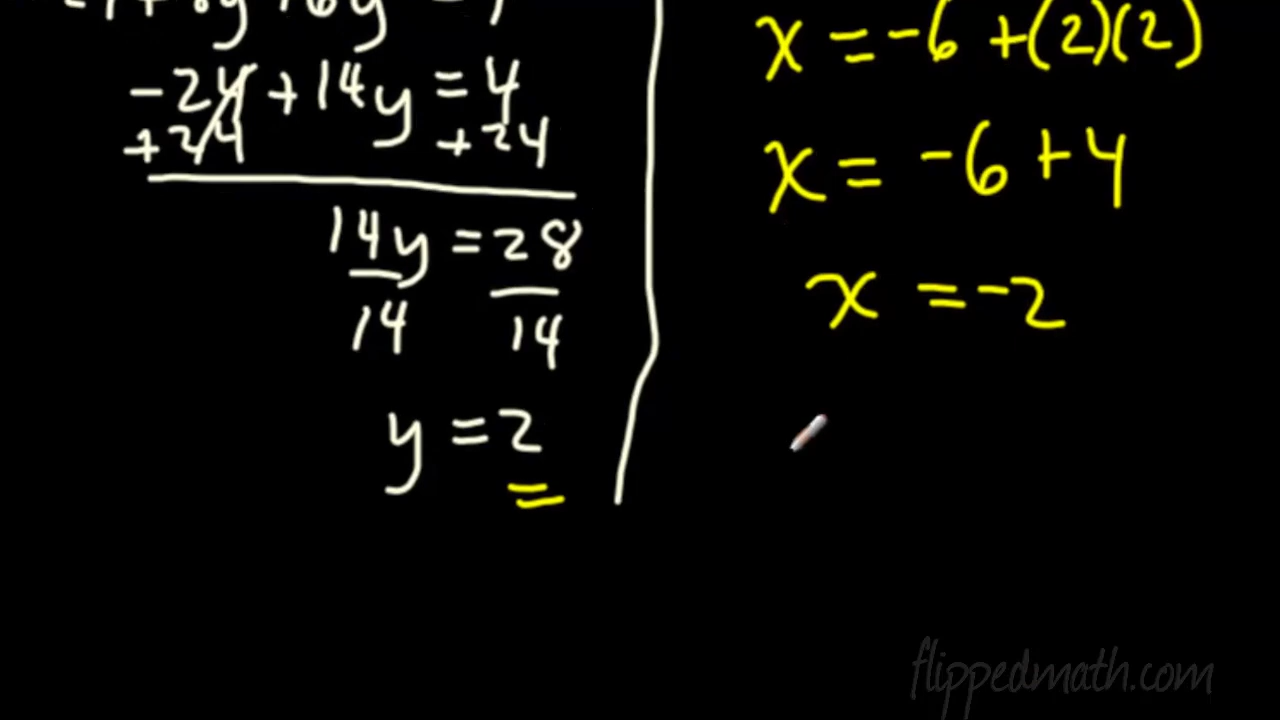 -24 + 14y = 4
+24 +24
14y = 28
14 14
y = 2
x = -6 + (2)(2)
x = -6 + 4
x = -2
flippedmath.com